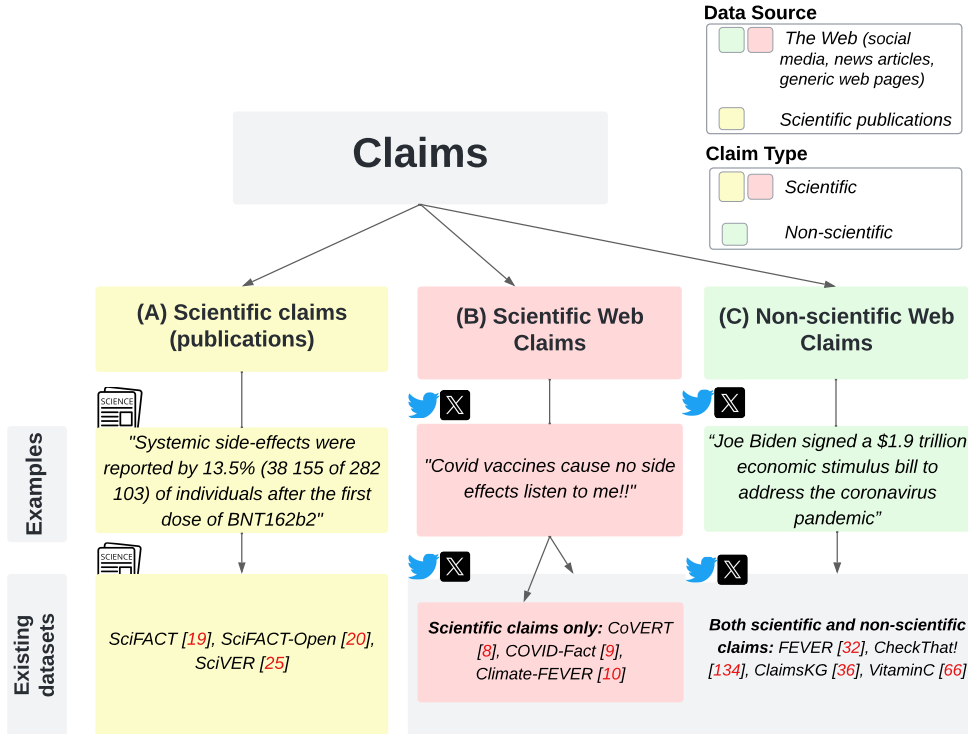 Data Source
The Web (social
media, news articles,
generic web pages)
Scientific publications
Claim Type
Scientific
Non-scientific
Claims
(A) Scientific claims
(publications)
(B) Scientific Web
Claims
(C) Non-scientific Web
Claims
Examples
SCIENCE
"Systemic side-effects were
reported by 13.5% (38 155 of 282
103) of individuals after the first
dose of BNT162b2"
"Covid vaccines cause no side
effects listen to me!!"
“Joe Biden signed a $1.9 trillion
economic stimulus bill to
address the coronavirus
pandemic”
Existing
datasets
SCIENCE
SciFACT [19], SciFACT-Open [20],
SciVER [25]
Scientific claims only: CoVERT
[8], COVID-Fact [9],
Climate-FEVER [10]
Both scientific and non-scientific
claims: FEVER [32], CheckThat!
[134], ClaimsKG [36], VitaminC [66]